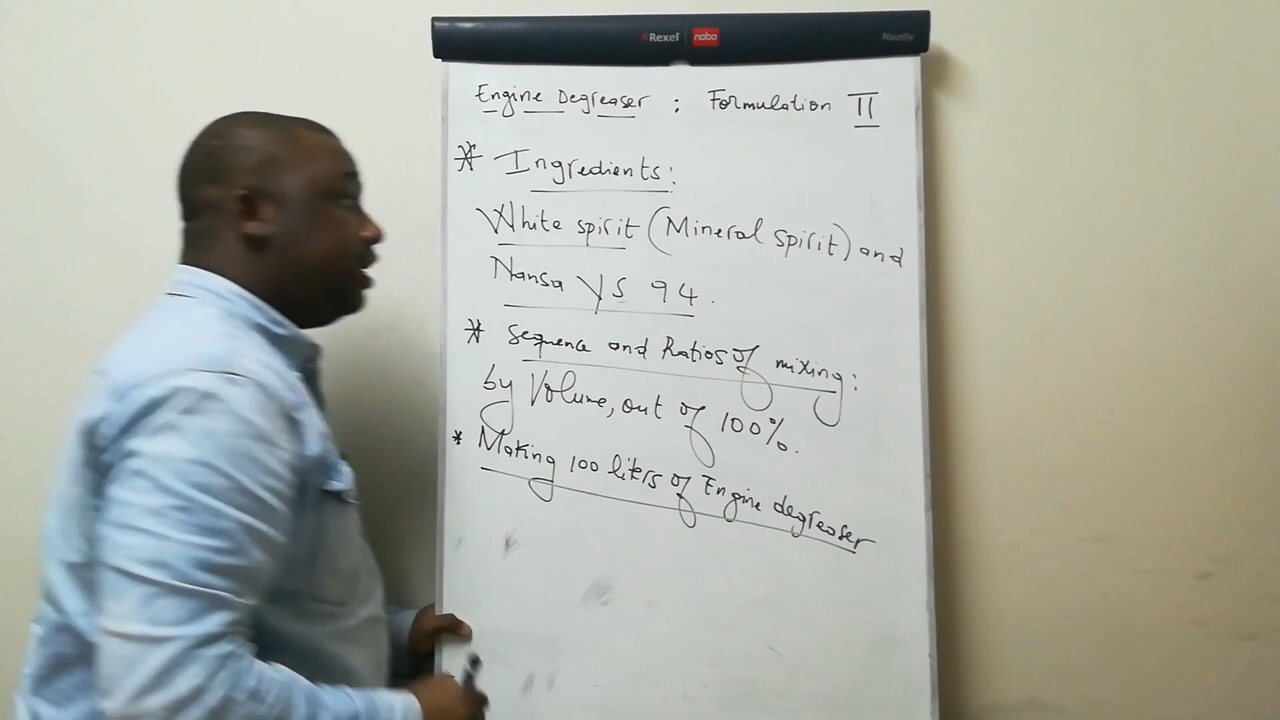 Rexel nobo Nautile
Engine Degreaser : Formulation II
* Ingredients:
White spirit (Mineral spirit) and
Nansa YS 94.
* Sequence and Ratios of mixing:
by Volume, out of 100%.
* Making 100 liters of Engine degreaser